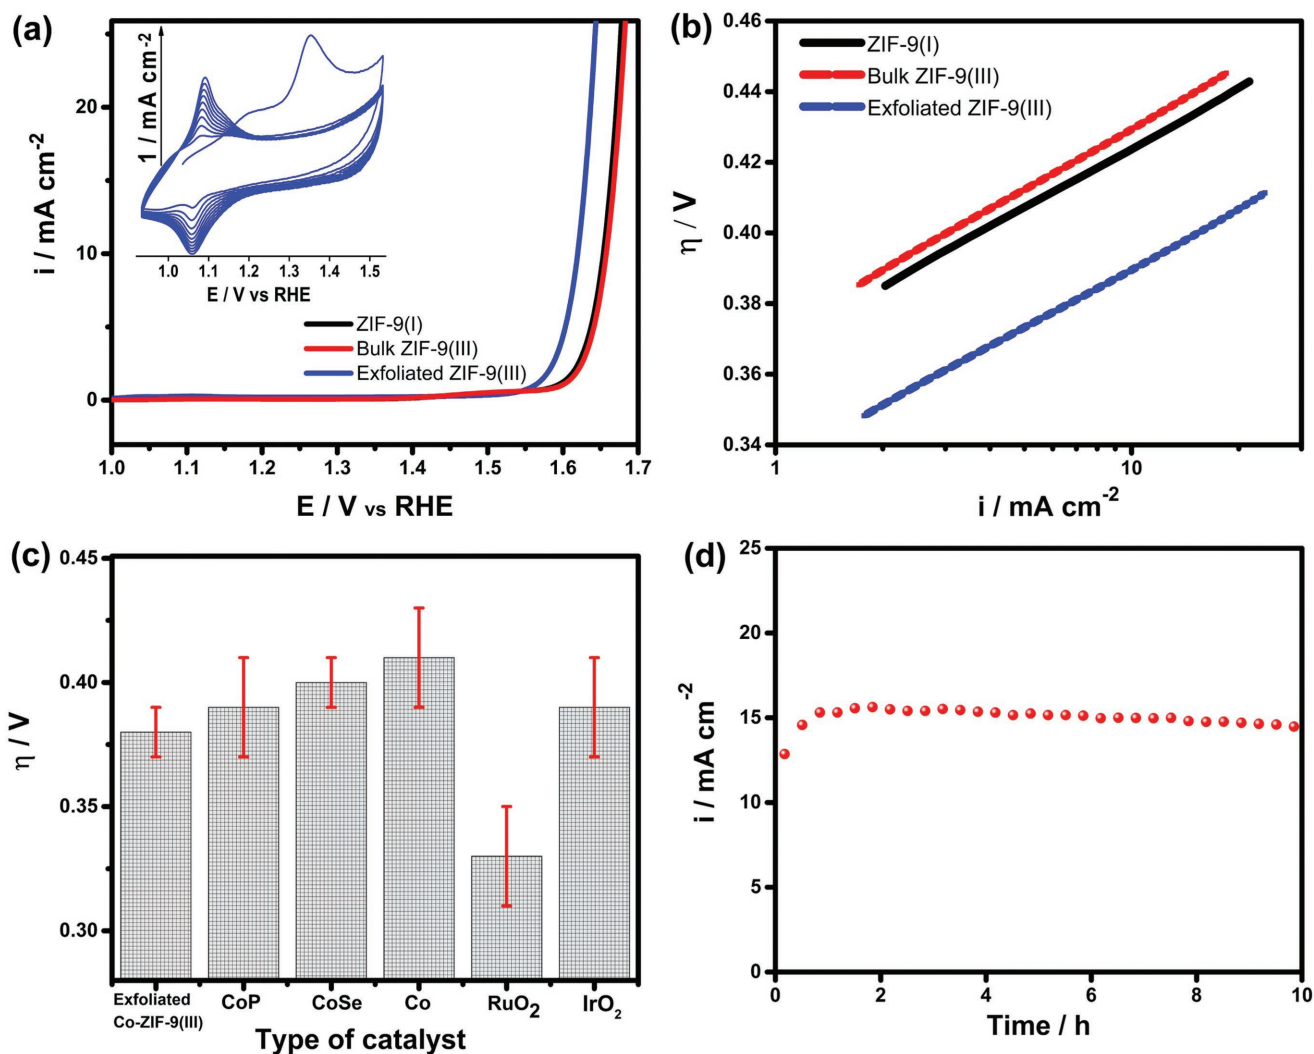 (a)
i / mA cm-2
20
10
0
1 / mA cm-2
1.0 1.1 1.2 1.3 1.4 1.5
E / V vs RHE
ZIF-9(I)
Bulk ZIF-9(III)
Exfoliated ZIF-9(III)
1.0 1.1 1.2 1.3 1.4 1.5 1.6 1.7
E / V vs RHE
(b)
η / V
0.46
0.44
0.42
0.40
0.38
0.36
0.34
ZIF-9(I)
Bulk ZIF-9(III)
Exfoliated ZIF-9(III)
1 10
i / mA cm-2
(c)
η / V
0.45
0.40
0.35
0.30
Exfoliated
Co-ZIF-9(III)
CoP CoSe Co RuO2 IrO2
Type of catalyst
(d)
i / mA cm-2
25
20
15
10
5
0
0 2 4 6 8 10
Time / h